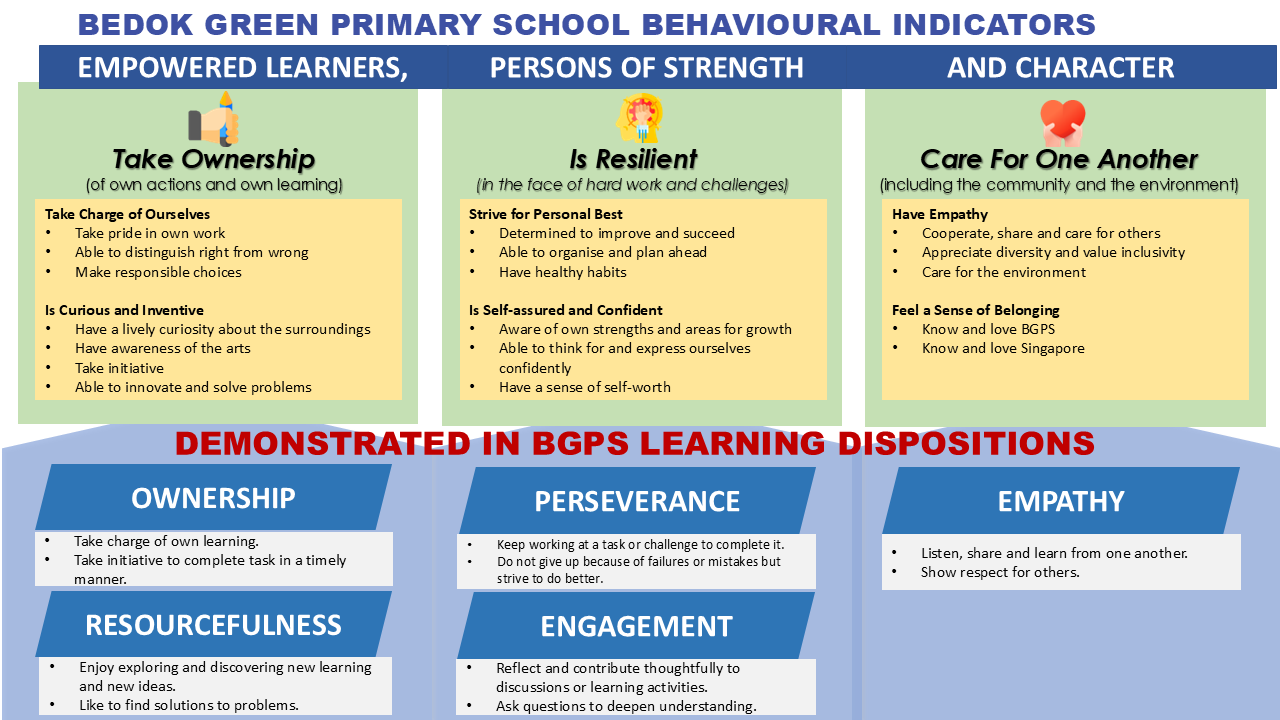 BEDOK GREEN PRIMARY SCHOOL BEHAVIOURAL INDICATORS
EMPOWERED LEARNERS,
PERSONS OF STRENGTH
AND CHARACTER
Take Ownership
(of own actions and own learning)
Take Charge of Ourselves
• Take pride in own work
• Able to distinguish right from wrong
• Make responsible choices
Is Curious and Inventive
• Have a lively curiosity about the surroundings
• Have awareness of the arts
• Take initiative
• Able to innovate and solve problems
Is Resilient
(in the face of hard work and challenges)
Strive for Personal Best
• Determined to improve and succeed
• Able to organise and plan ahead
• Have healthy habits
Is Self-assured and Confident
• Aware of own strengths and areas for growth
• Able to think for and express ourselves
confidently
• Have a sense of self-worth
Care For One Another
(including the community and the environment)
Have Empathy
• Cooperate, share and care for others
• Appreciate diversity and value inclusivity
• Care for the environment
Feel a Sense of Belonging
• Know and love BGPS
• Know and love Singapore
DEMONSTRATED IN BGPS LEARNING DISPOSITIONS
OWNERSHIP
• Take charge of own learning.
• Take initiative to complete task in a timely
manner.
RESOURCEFULNESS
• Enjoy exploring and discovering new learning
and new ideas.
• Like to find solutions to problems.
PERSEVERANCE
• Keep working at a task or challenge to complete it.
• Do not give up because of failures or mistakes but
strive to do better.
ENGAGEMENT
• Reflect and contribute thoughtfully to
discussions or learning activities.
• Ask questions to deepen understanding.
EMPATHY
• Listen, share and learn from one another.
• Show respect for others.